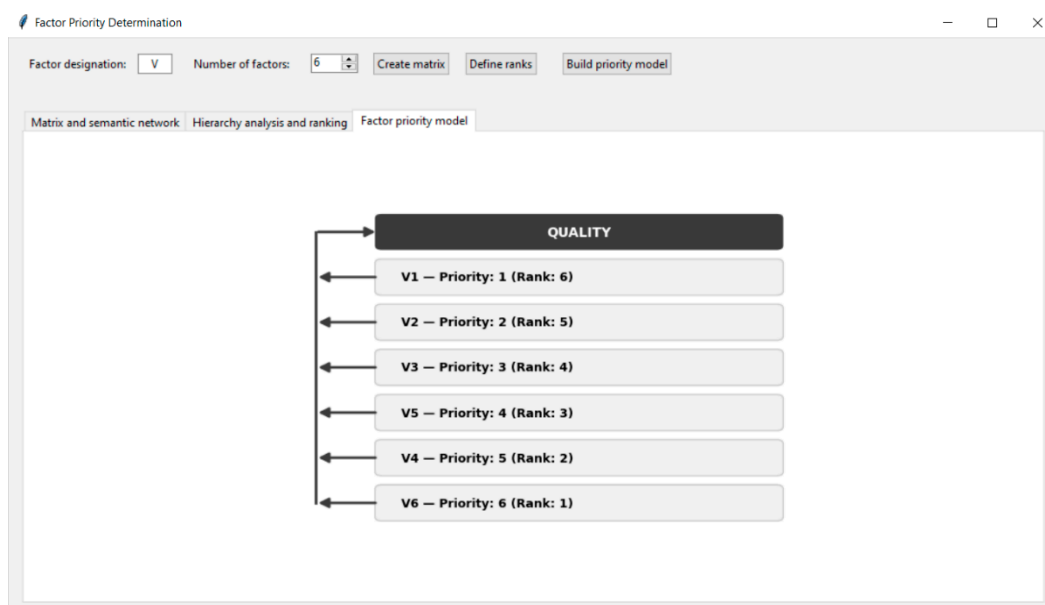 Factor Priority Determination
Factor designation: V Number of factors: 6 Create matrix Define ranks Build priority model
Matrix and semantic network Hierarchy analysis and ranking Factor priority model
QUALITY
V1 — Priority: 1 (Rank: 6)
V2 — Priority: 2 (Rank: 5)
V3 — Priority: 3 (Rank: 4)
V5 — Priority: 4 (Rank: 3)
V4 — Priority: 5 (Rank: 2)
V6 — Priority: 6 (Rank: 1)